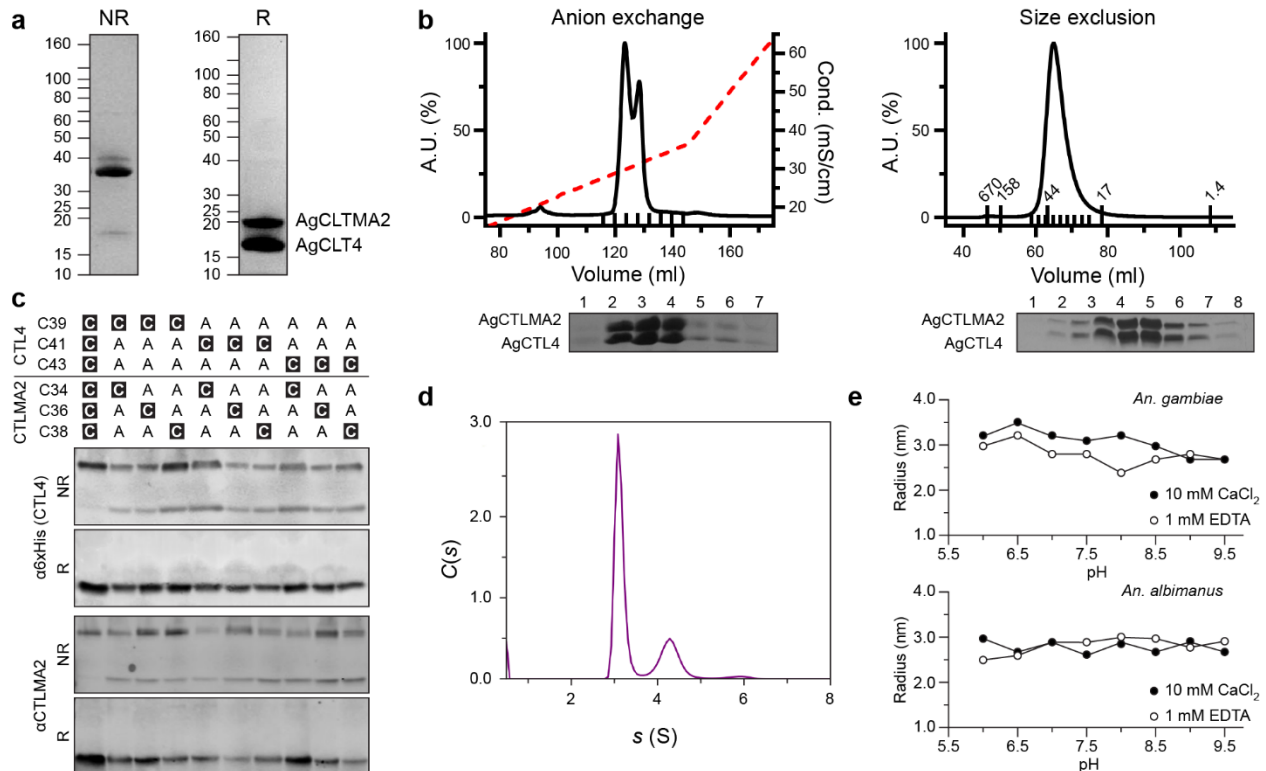 a
NR
R
160
100
80
60
50
40
30
25
20
15
10
160
100
80
60
50
40
30
25
20
15
10
AgCLTMA2
AgCLT4
b
Anion exchange
A.U. (%)
100
50
0
Cond. (mS/cm)
60
50
40
30
20
80 100 120 140 160
Volume (ml)
1 2 3 4 5 6 7
AgCTLMA2
AgCTL4
Size exclusion
A.U. (%)
100
50
0
670 158 44 17 1.4
40 60 80 100
Volume (ml)
1 2 3 4 5 6 7 8
AgCTLMA2
AgCTL4
c
CTL4
C39 C C C C A A A A A A
C41 C A A A C C C A A A
C43 C A A A A A A C C C
CTLMA2
C34 C C A A C A A C A A
C36 C A C A A C A A C A
C38 C A A C A A C A A C
α6xHis (CTL4)
NR
R
αCTLMA2
NR
R
d
C(s)
3.0
2.0
1.0
0.0
2 4 6 8
s (S)
e
An. gambiae
Radius (nm)
4.0
3.0
2.0
1.0
10 mM CaCl₂
1 mM EDTA
5.5 6.5 7.5 8.5 9.5
pH
An. albimanus
Radius (nm)
4.0
3.0
2.0
1.0
10 mM CaCl₂
1 mM EDTA
5.5 6.5 7.5 8.5 9.5
pH